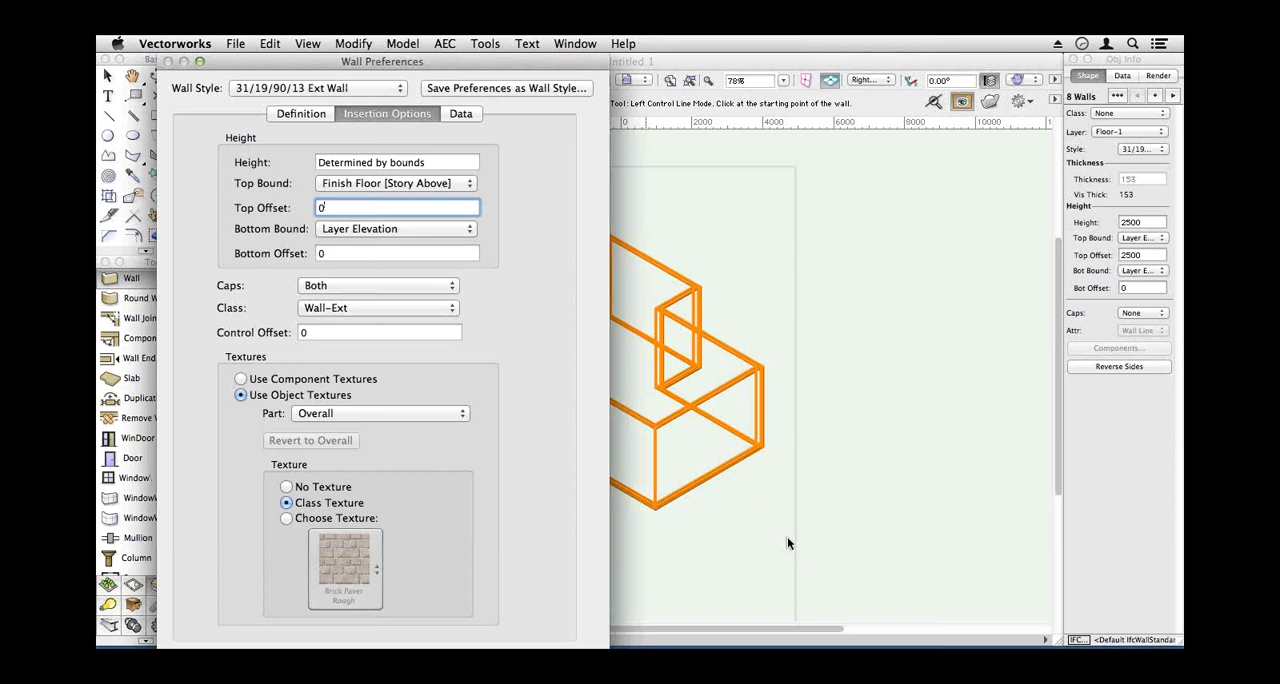 Vectorworks File Edit View Modify Model AEC Tools Text Window Help
Wall Preferences
Untitled 1
Obj Info
Wall Style: 31/19/90/13 Ext Wall Save Preferences as Wall Style...
Definition Insertion Options Data
Height
Height: Determined by bounds
Top Bound: Finish Floor [Story Above]
Top Offset: 0
Bottom Bound: Layer Elevation
Bottom Offset: 0
Caps: Both
Class: Wall-Ext
Control Offset: 0
Textures
Use Component Textures
Use Object Textures
Part: Overall
Revert to Overall
Texture
No Texture
Class Texture
Choose Texture:
Brick Paver
Rough
Wall
Round W
Wall Join
Compon
Wall End
Slab
Duplicat
Remove W
WinDoor
Door
Window
Window
Window
Mullion
Column
78% Right... 0.00°
Tool: Left Control Line Mode. Click at the starting point of the wall.
0 2000 4000 8000 10000
Shape Data Render
8 Walls
Class: None
Layer: Floor-1
Style: 31/19...
Thickness
Thickness: 153
Vis Thick: 153
Height
Height: 2500
Top Bound: Layer E...
Top Offset: 2500
Bot Bound: Layer E...
Bot Offset: 0
Caps: None
Attr: Wall Line
Components...
Reverse Sides
IFC... <Default IfcWallStandar